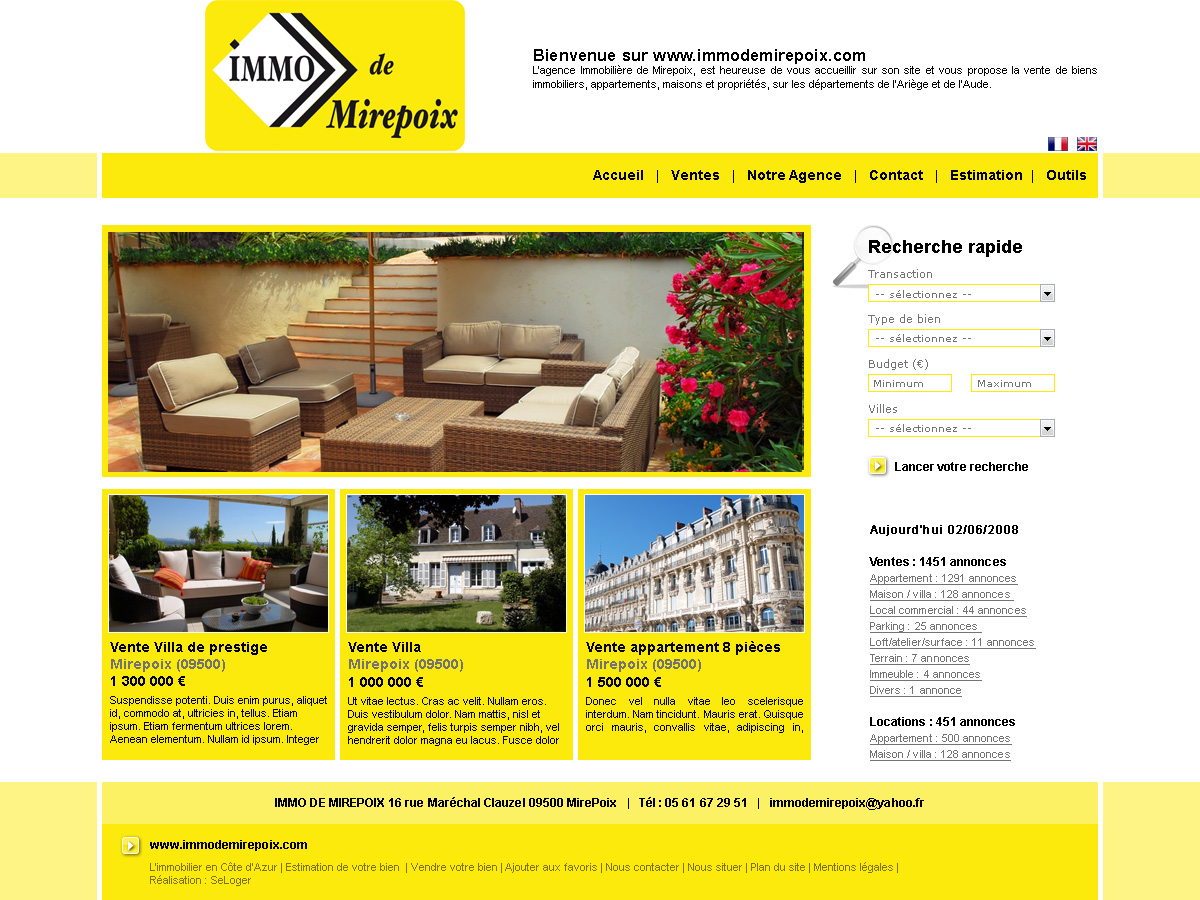 iMMO de
Mirepoix
Bienvenue sur www.immodemirepoix.com
L'agence Immobilière de Mirepoix, est heureuse de vous accueillir sur son site et vous propose la vente de biens
immobiliers, appartements, maisons et propriétés, sur les départements de l'Ariège et de l'Aude.
Accueil | Ventes | Notre Agence | Contact | Estimation | Outils
Recherche rapide
Transaction
-- sélectionnez --
Type de bien
-- sélectionnez --
Budget (€)
Minimum Maximum
Villes
-- sélectionnez --
Lancer votre recherche
Aujourd'hui 02/06/2008
Ventes : 1451 annonces
Appartement : 1291 annonces
Maison / villa : 128 annonces
Local commercial : 44 annonces
Parking : 25 annonces
Loft/atelier/surface : 11 annonces
Terrain : 7 annonces
Immeuble : 4 annonces
Divers : 1 annonce
Locations : 451 annonces
Appartement : 500 annonces
Maison / villa : 128 annonces
Vente Villa de prestige
Mirepoix (09500)
1 300 000 €
Suspendisse potenti. Duis enim purus, aliquet
id, commodo at, ultricies in, tellus. Etiam
ipsum. Etiam fermentum ultrices lorem.
Aenean elementum. Nullam id ipsum. Integer
Vente Villa
Mirepoix (09500)
1 000 000 €
Ut vitae lectus. Cras ac velit. Nullam eros.
Duis vestibulum dolor. Nam mattis, nisl et
gravida semper, felis turpis semper nibh, vel
hendrerit dolor magna eu lacus. Fusce dolor
Vente appartement 8 pièces
Mirepoix (09500)
1 500 000 €
Donec vel nulla vitae leo scelerisque
interdum. Nam tincidunt. Mauris erat. Quisque
orci mauris, convallis vitae, adipiscing in,
IMMO DE MIREPOIX 16 rue Maréchal Clauzel 09500 MirePoix | Tél : 05 61 67 29 51 | immodemirepoix@yahoo.fr
www.immodemirepoix.com
L'immobilier en Côte d'Azur | Estimation de votre bien | Vendre votre bien | Ajouter aux favoris | Nous contacter | Nous situer | Plan du site | Mentions légales |
Réalisation : SeLoger